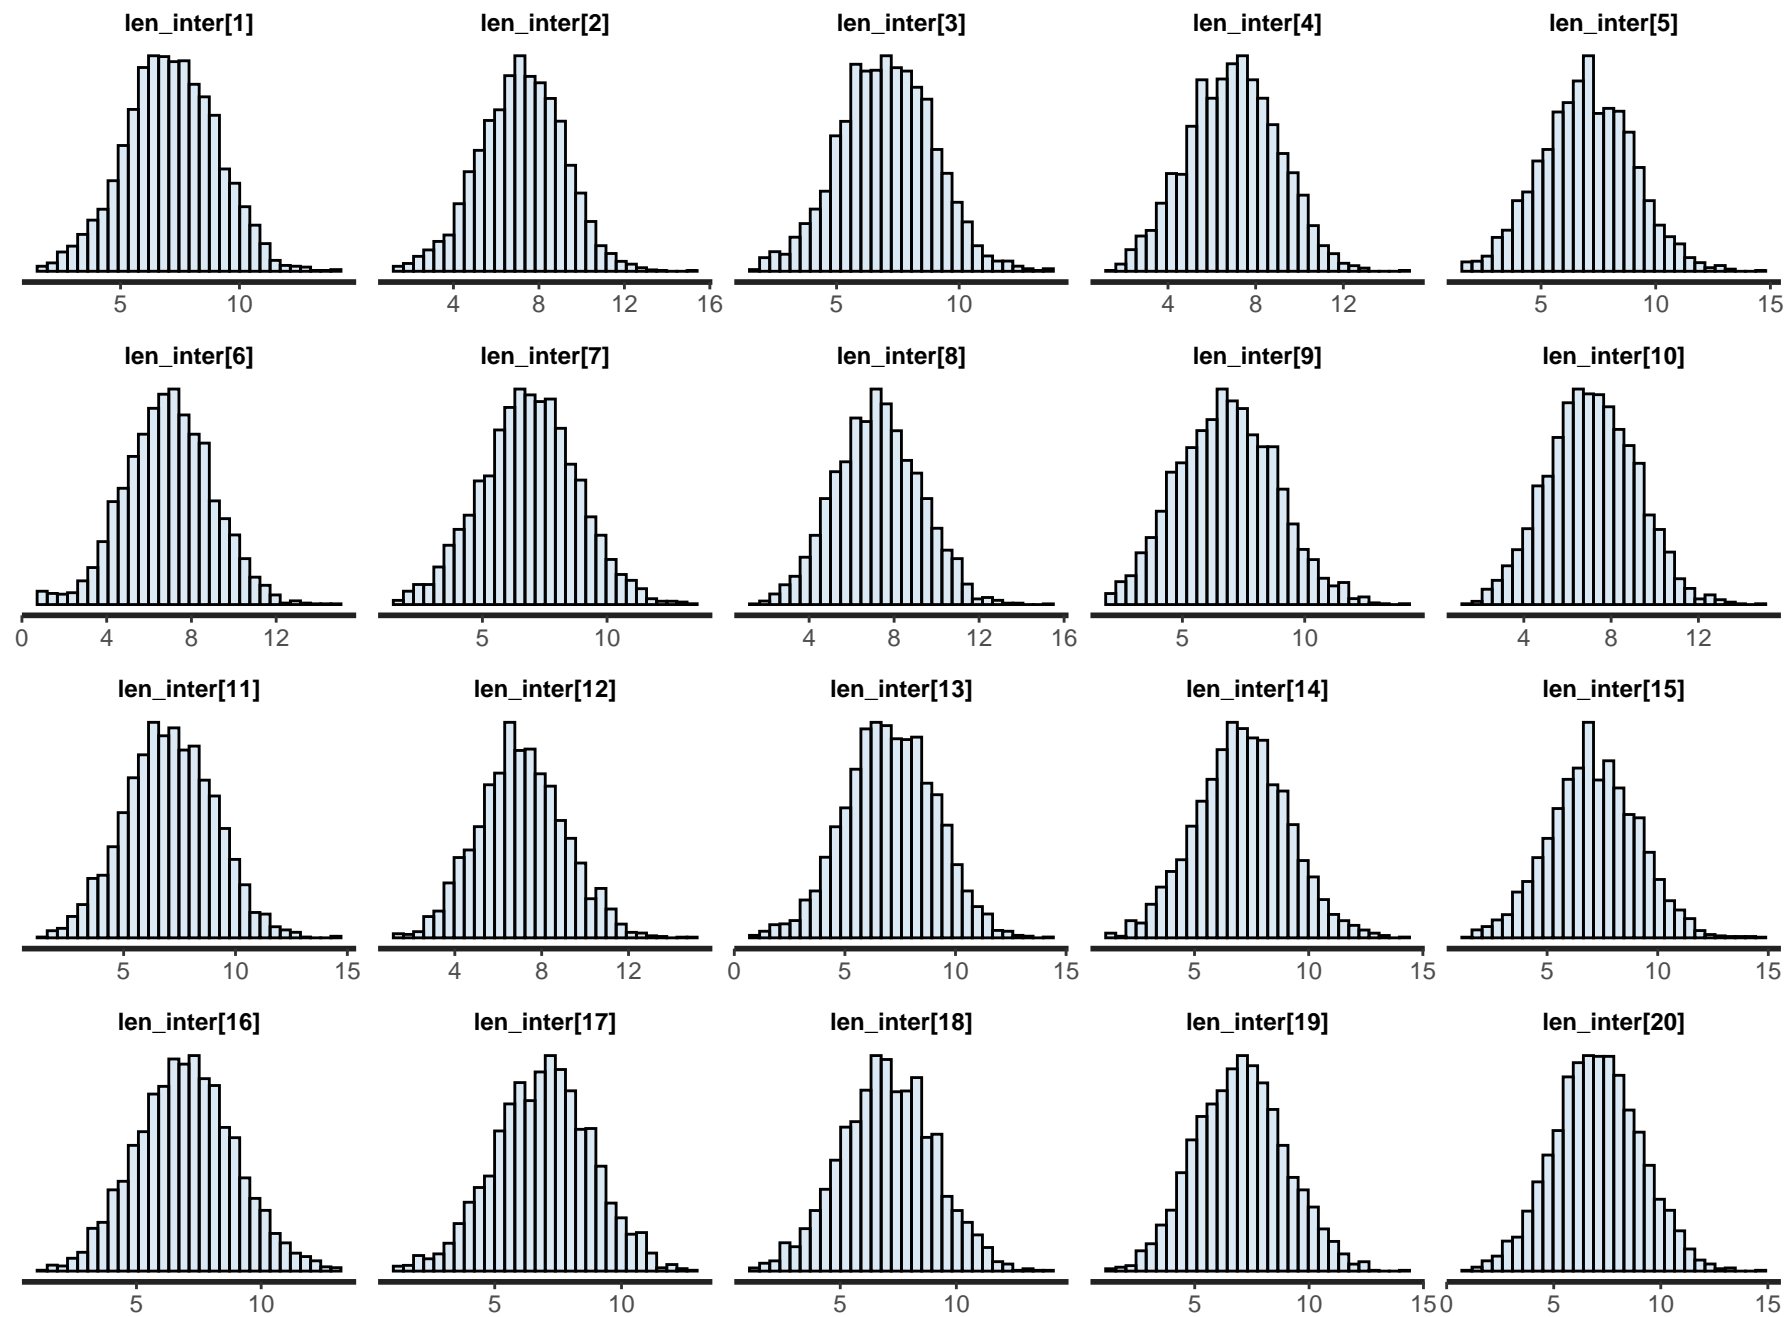 len_inter[1] len_inter[2] len_inter[3] len_inter[4] len_inter[5]
5 10 4 8 12 16 5 10 4 8 12 5 10 15
len_inter[6] len_inter[7] len_inter[8] len_inter[9] len_inter[10]
0 4 8 12 5 10 4 8 12 16 5 10 4 8 12
len_inter[11] len_inter[12] len_inter[13] len_inter[14] len_inter[15]
5 10 15 4 8 12 0 5 10 15 5 10 15 5 10 15
len_inter[16] len_inter[17] len_inter[18] len_inter[19] len_inter[20]
5 10 5 10 5 10 5 10 15 0 5 10 15